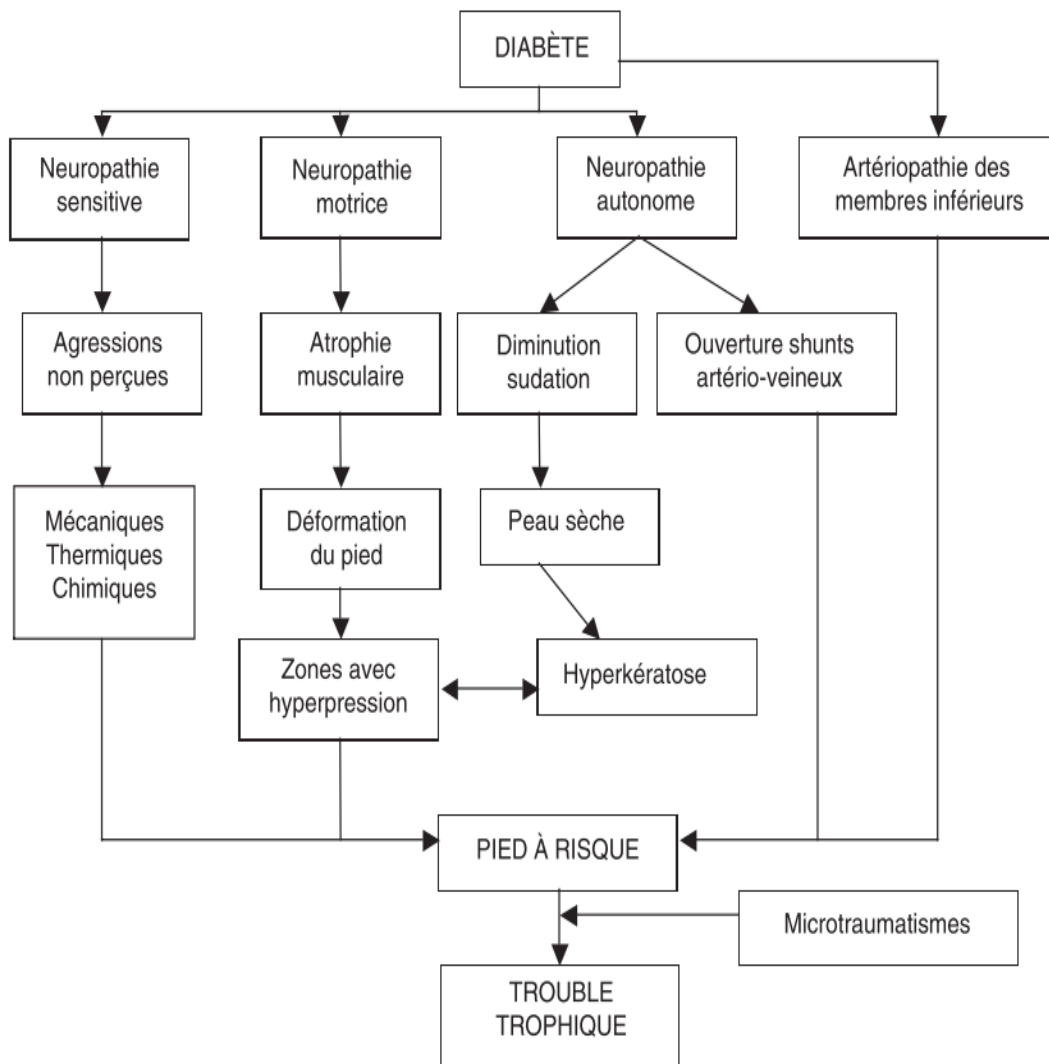 DIABÈTE
Neuropathie
sensitive
Neuropathie
motrice
Neuropathie
autonome
Artériopathie des
membres inférieurs
Agressions
non perçues
Atrophie
musculaire
Diminution
sudation
Ouverture shunts
artério-veineux
Mécaniques
Thermiques
Chimiques
Déformation
du pied
Peau sèche
Zones avec
hyperpression
Hyperkératose
PIED À RISQUE
Microtraumatismes
TROUBLE
TROPHIQUE